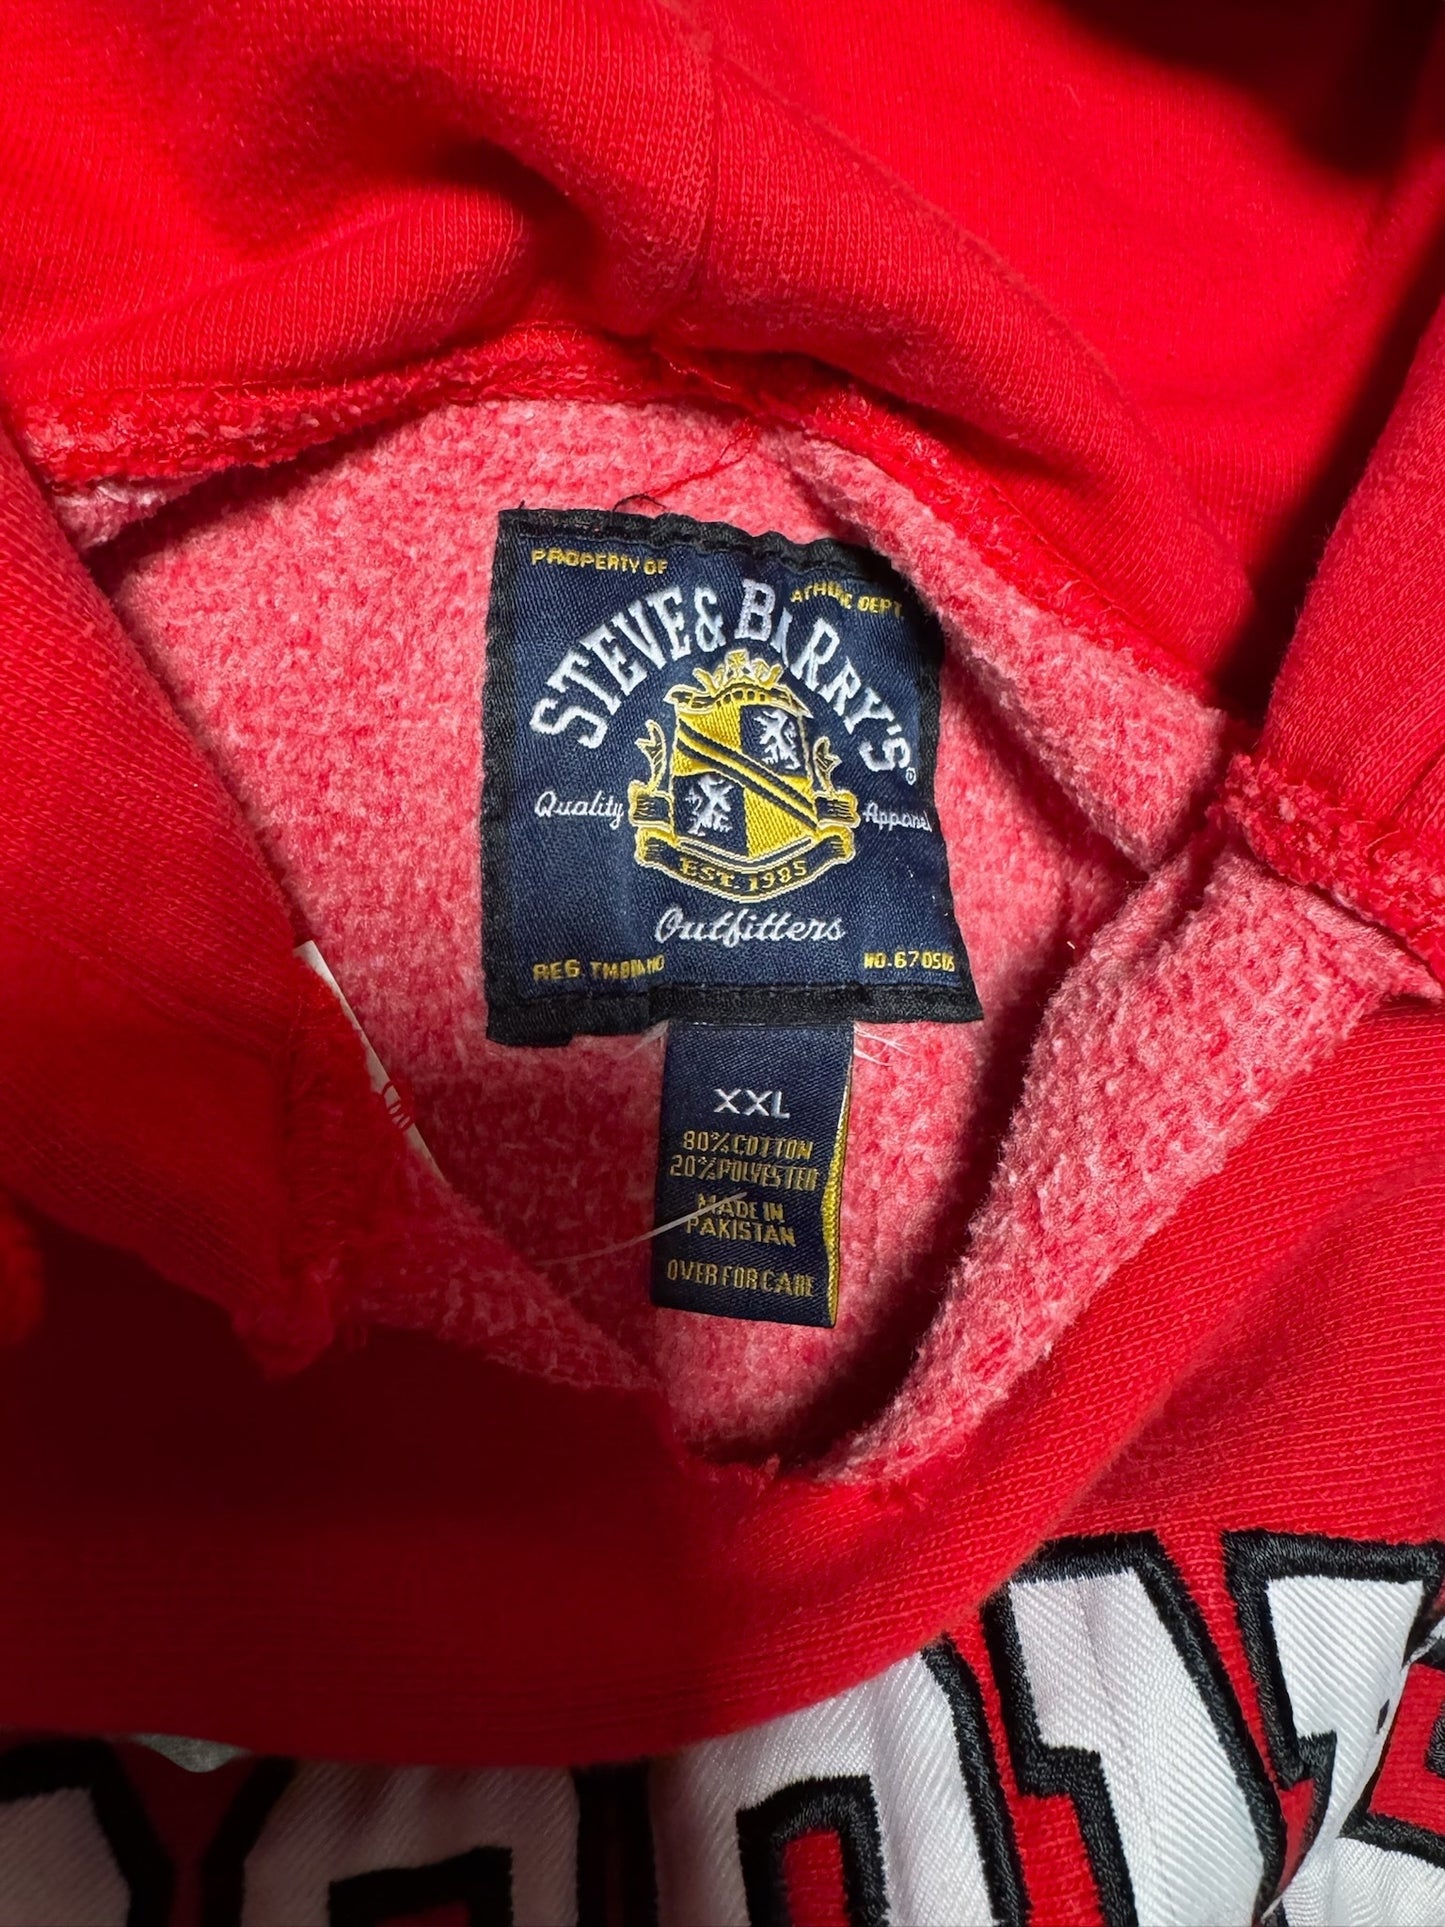 PROPERTY OF
ATHLETIC DEPT.
STEVE & BARRY'S
Quality Apparel
EST. 1985
Outfitters
XXL
80% COTTON
20% POLYESTER
MADE IN
PAKISTAN
OVER FOR CARE